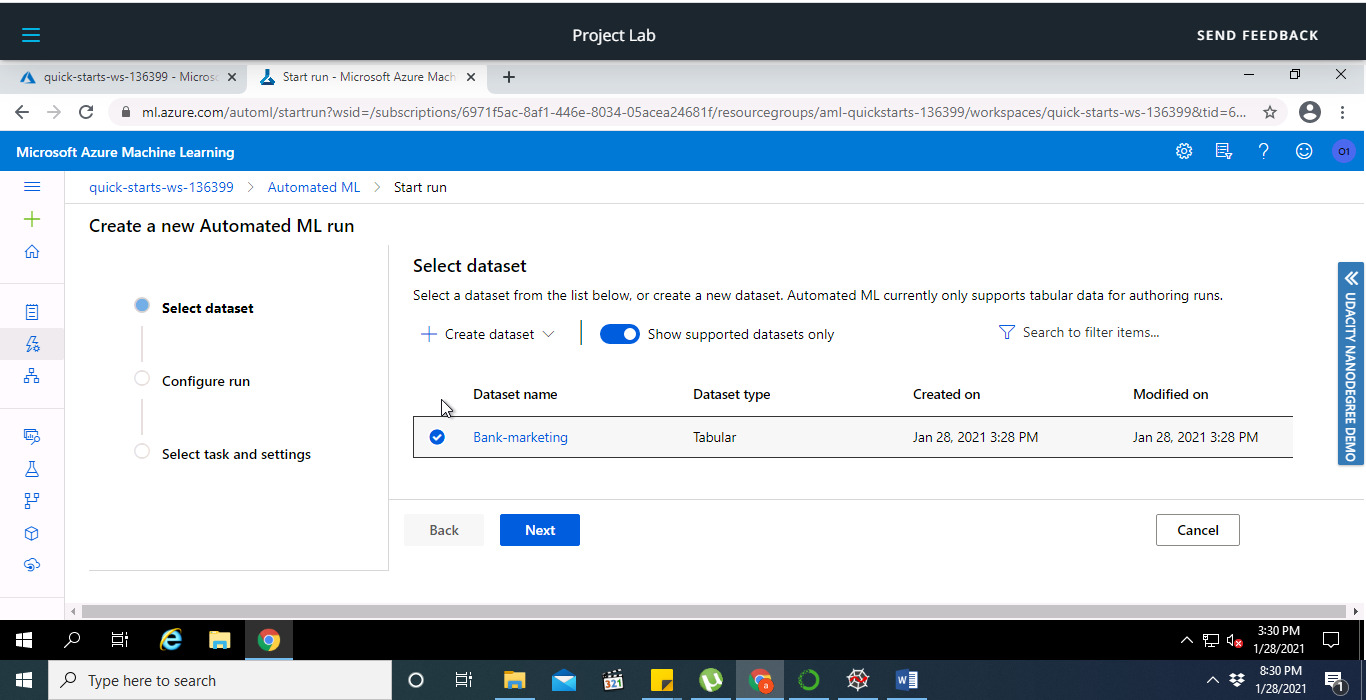 Project Lab
SEND FEEDBACK
quick-starts-ws-136399 - Micros
Start run - Microsoft Azure Mach
ml.azure.com/automl/startrun?wsid=/subscriptions/6971f5ac-8af1-446e-8034-05acea24681f/resourcegroups/aml-quickstarts-136399/workspaces/quick-starts-ws-136399&tid=6...
Microsoft Azure Machine Learning
O1
quick-starts-ws-136399 > Automated ML > Start run
Create a new Automated ML run
Select dataset
Configure run
Select task and settings
Select dataset
Select a dataset from the list below, or create a new dataset. Automated ML currently only supports tabular data for authoring runs.
Create dataset
Show supported datasets only
Search to filter items...
Dataset name Dataset type Created on Modified on
Bank-marketing Tabular Jan 28, 2021 3:28 PM Jan 28, 2021 3:28 PM
Back
Next
Cancel
UDACITY NANODEGREE DEMO
3:30 PM
1/28/2021
Type here to search
321
a
W
8:30 PM
1/28/2021
1